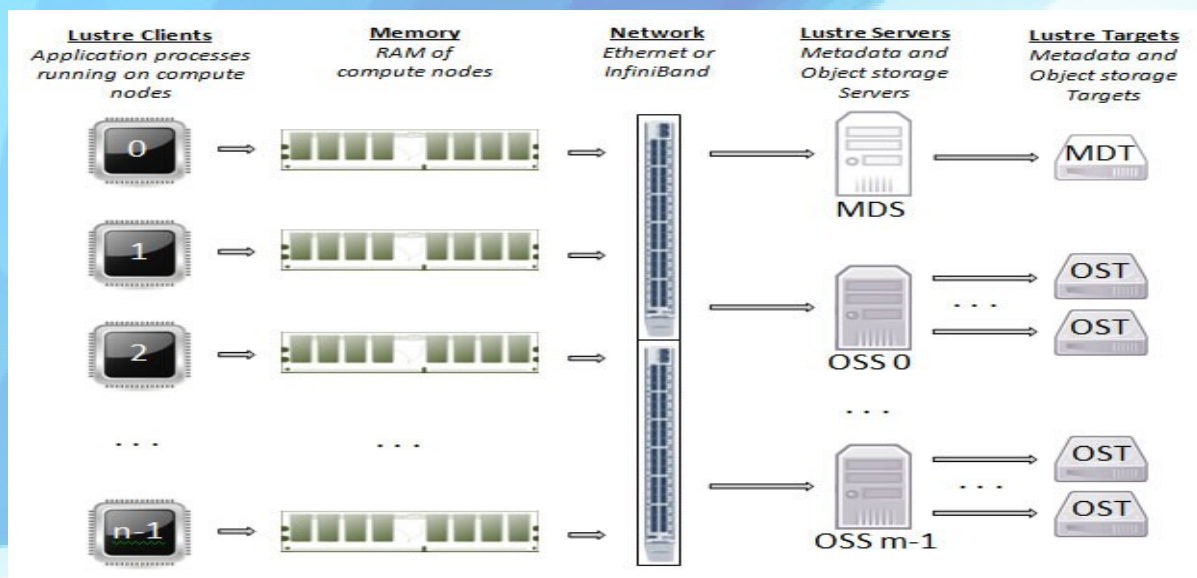 Lustre Clients
Application processes
running on compute
nodes
Memory
RAM of
compute nodes
Network
Ethernet or
InfiniBand
Lustre Servers
Metadata and
Object storage
Servers
Lustre Targets
Metadata and
Object storage
Targets
0
MDS
MDT
1
2
OSS 0
OST
. . .
OST
. . .
. . .
. . .
n-1
OSS m-1
OST
. . .
OST